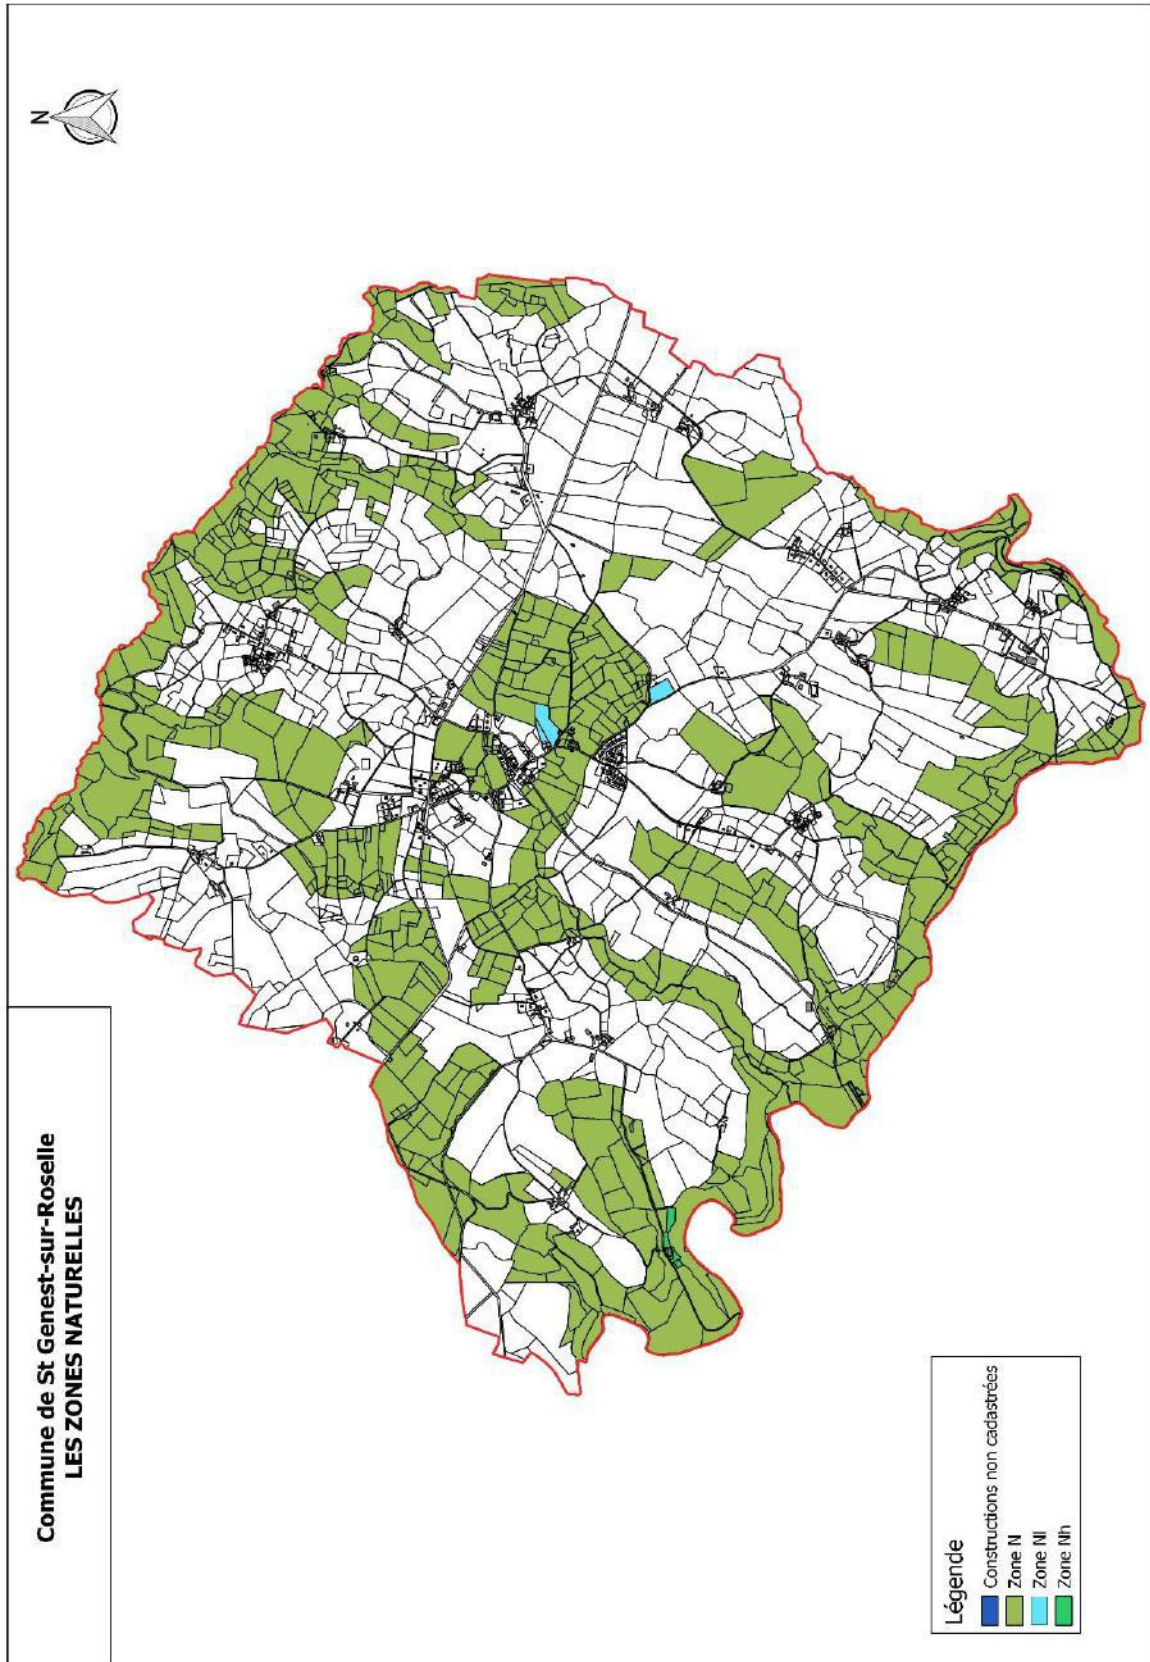 Commune de St Genest-sur-Roselle
LES ZONES NATURELLES
N
Légende
Constructions non cadastrées
Zone N
Zone Nl
Zone Nh